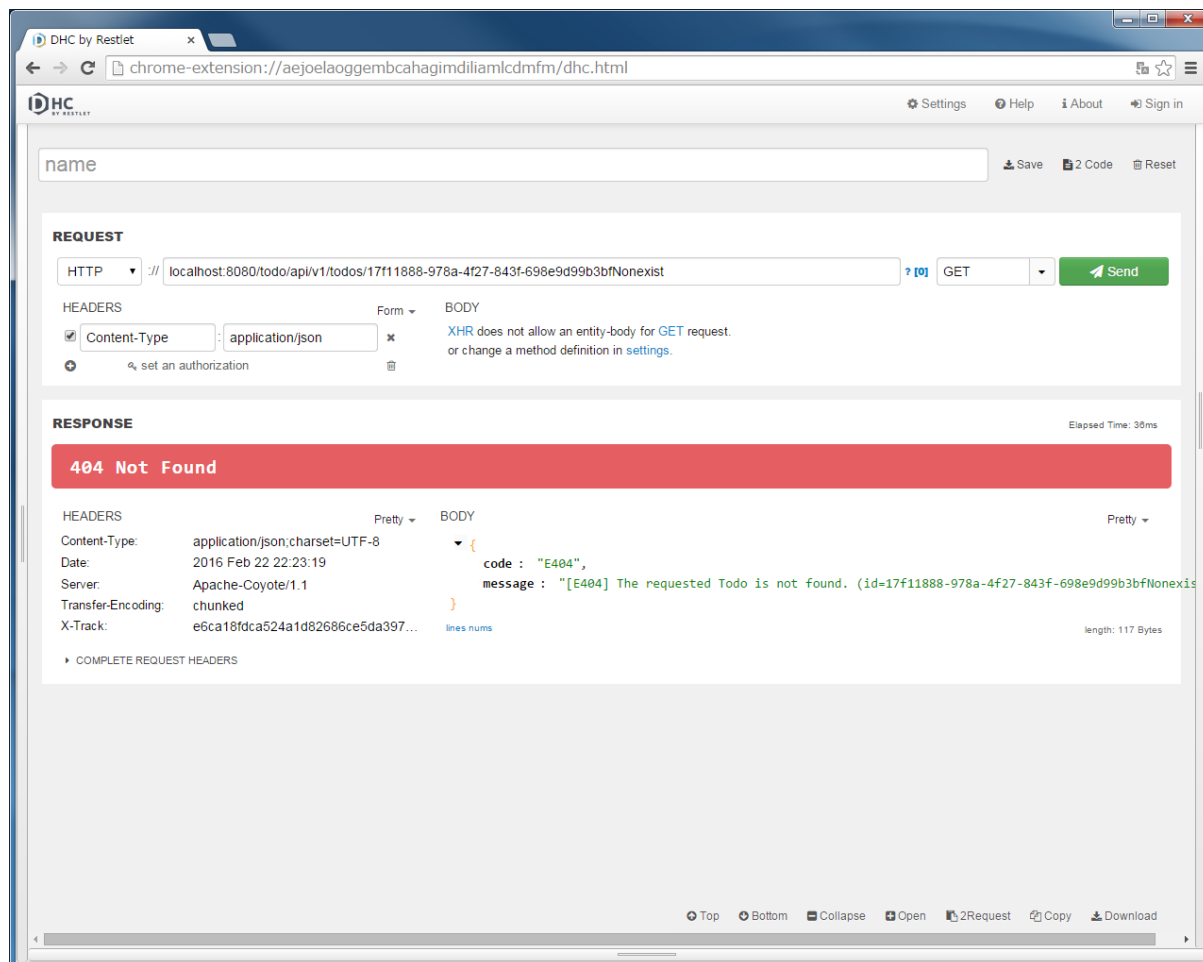 DHC by Restlet
chrome-extension://aejoelaoggembcahagimdiliamlcdmfm/dhc.html
DHC BY RESTLET Settings Help About Sign in
name Save 2 Code Reset
REQUEST
HTTP :// localhost:8080/todo/api/v1/todos/17f11888-978a-4f27-843f-698e9d99b3bfNonexist ? [0] GET Send
HEADERS Form BODY
Content-Type : application/json XHR does not allow an entity-body for GET request.
or change a method definition in settings.
set an authorization
RESPONSE Elapsed Time: 36ms
404 Not Found
HEADERS Pretty BODY Pretty
Content-Type: application/json;charset=UTF-8 {
Date: 2016 Feb 22 22:23:19 code : "E404",
Server: Apache-Coyote/1.1 message : "[E404] The requested Todo is not found. (id=17f11888-978a-4f27-843f-698e9d99b3bfNonexis
Transfer-Encoding: chunked }
X-Track: e6ca18fdca524a1d82686ce5da397... lines nums length: 117 Bytes
COMPLETE REQUEST HEADERS
Top Bottom Collapse Open 2Request Copy Download